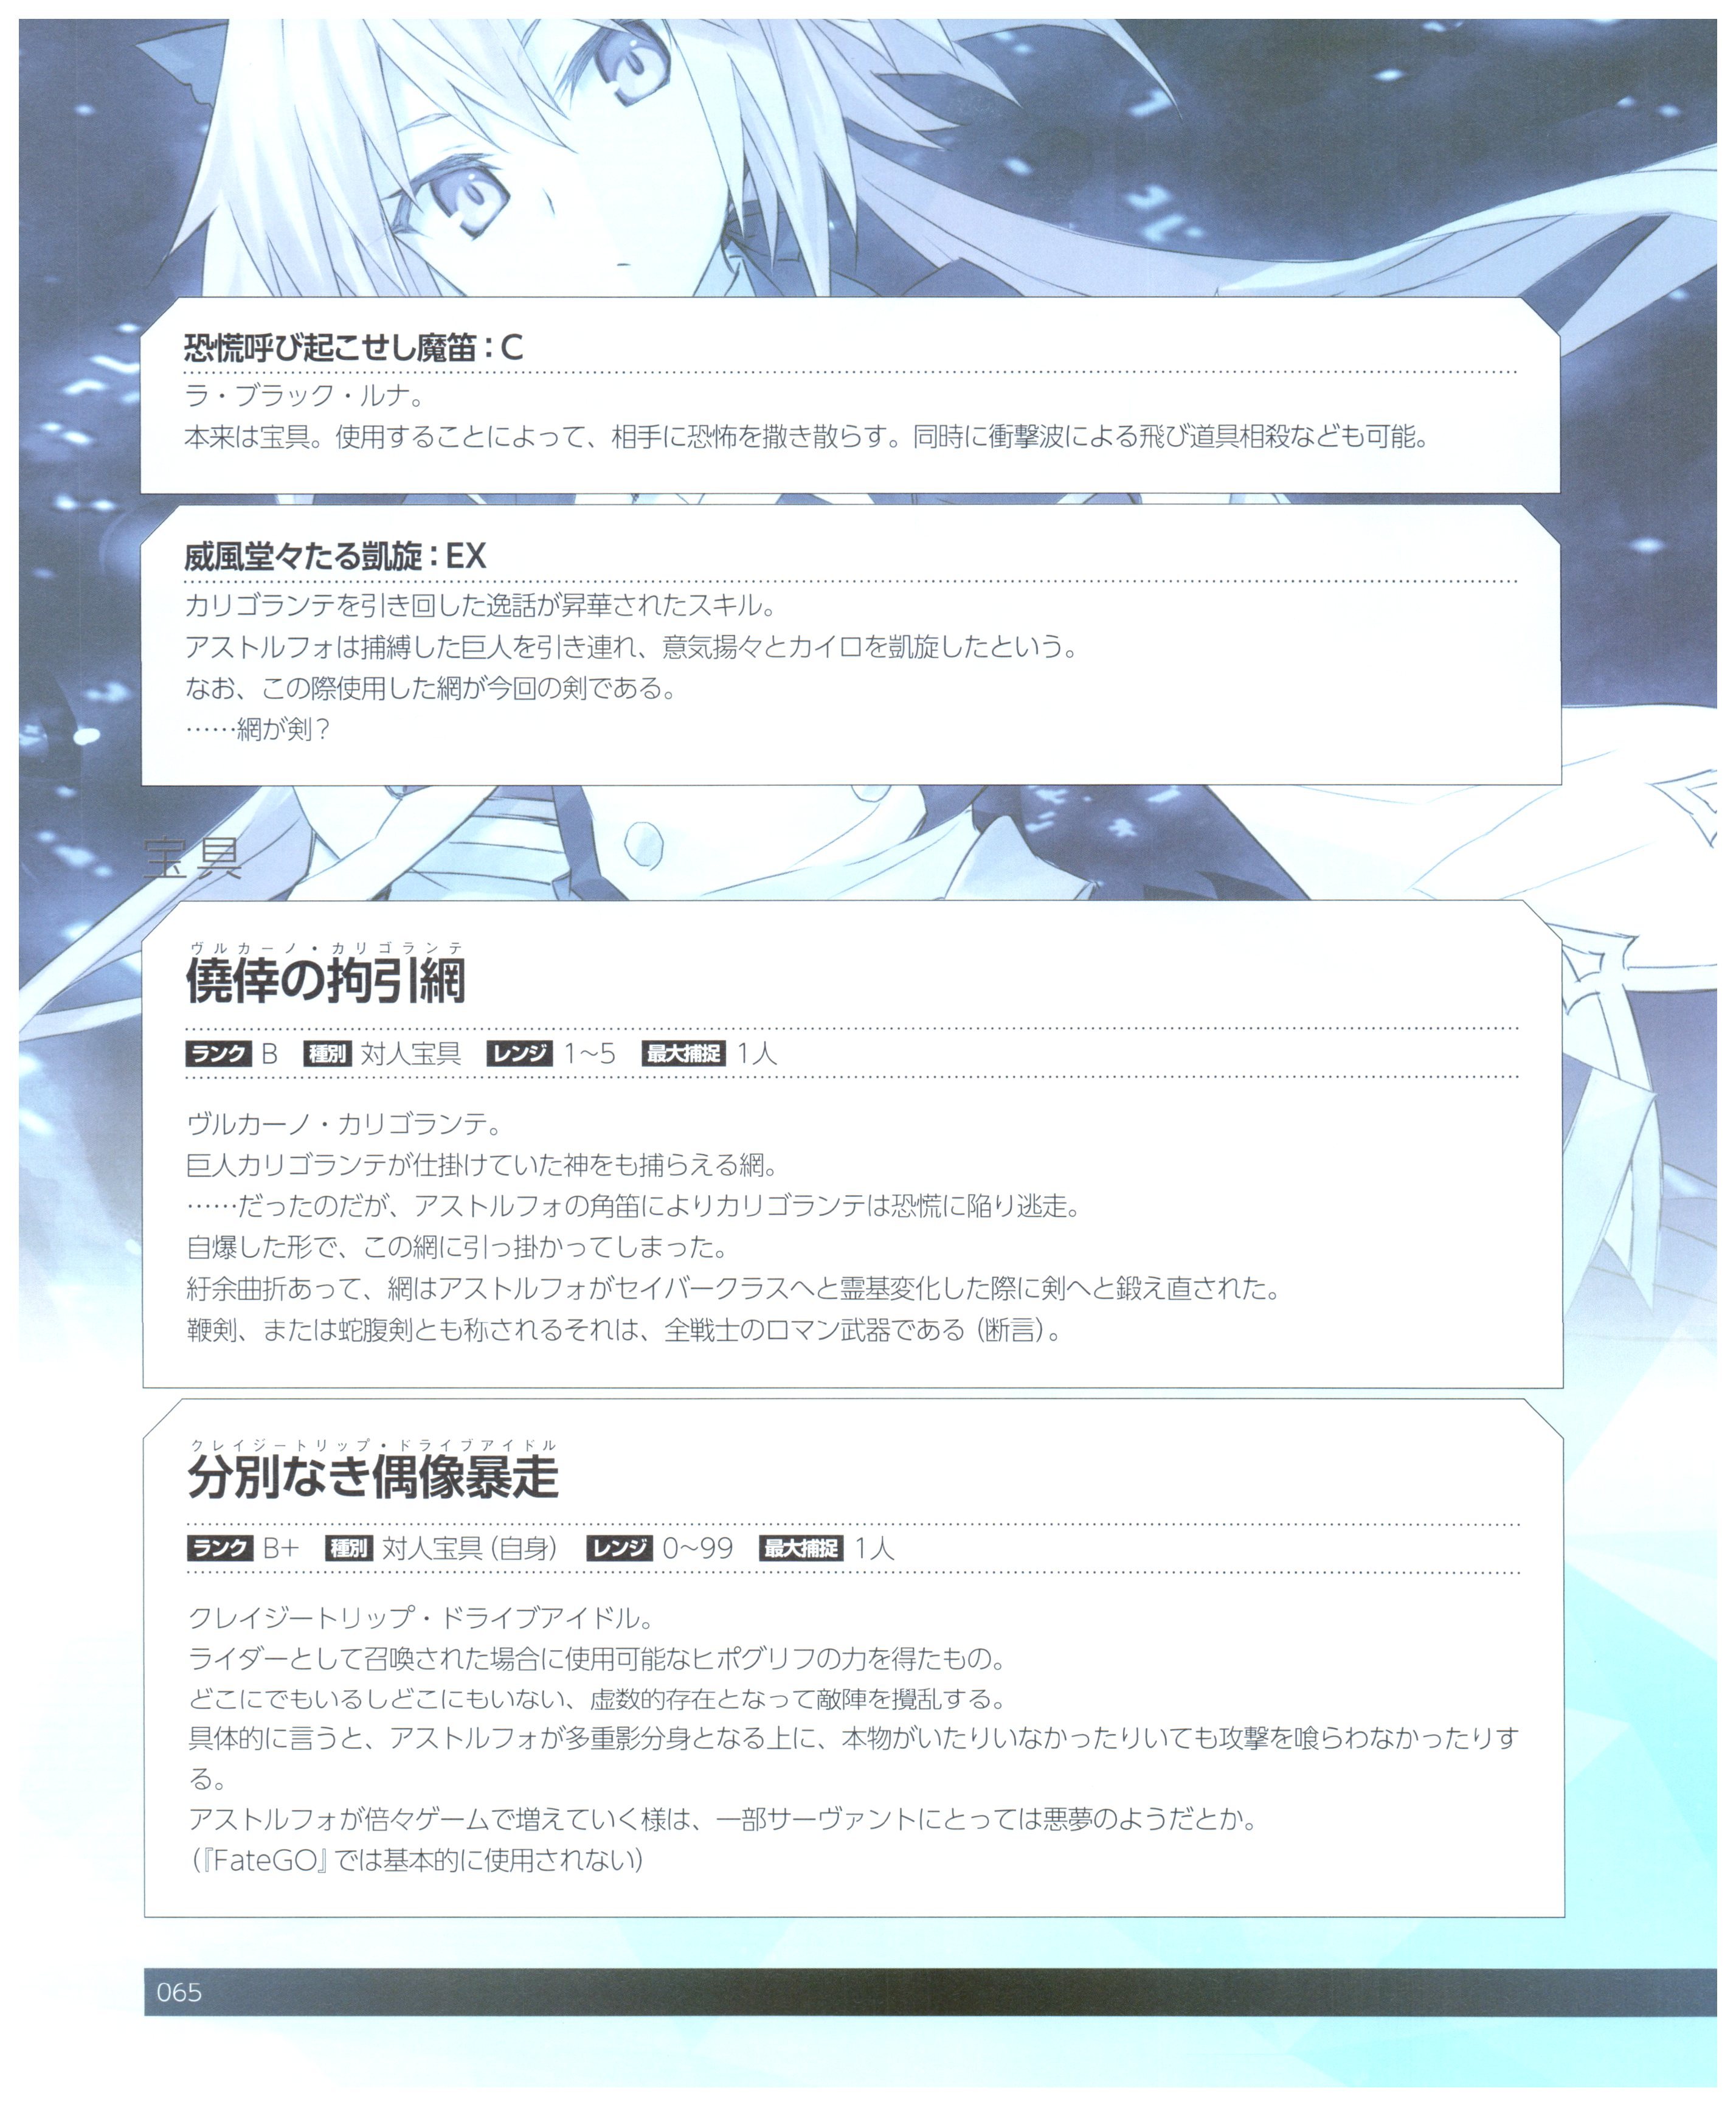 恐慌呼び起こせし魔笛：C
ラ・ブラック・ルナ。
本来は宝具。使用することによって、相手に恐怖を撒き散らす。同時に衝撃波による飛び道具相殺なども可能。
威風堂々たる凱旋：EX
カリゴランテを引き回した逸話が昇華されたスキル。
アストルフォは捕縛した巨人を引き連れ、意気揚々とカイロを凱旋したという。
なお、この際使用した網が今回の剣である。
……網が剣？
宝具
ヴルカーノ・カリゴランテ
僥倖の拘引網
ランク B 種別 対人宝具 レンジ 1～5 最大捕捉 1人
ヴルカーノ・カリゴランテ。
巨人カリゴランテが仕掛けていた神をも捕らえる網。
……だったのだが、アストルフォの角笛によりカリゴランテは恐慌に陥り逃走。
自爆した形で、この網に引っ掛かってしまった。
紆余曲折あって、網はアストルフォがセイバークラスへと霊基変化した際に剣へと鍛え直された。
鞭剣、または蛇腹剣とも称されるそれは、全戦士のロマン武器である（断言）。
クレイジートリップ・ドライブアイドル
分別なき偶像暴走
ランク B+ 種別 対人宝具（自身） レンジ 0～99 最大捕捉 1人
クレイジートリップ・ドライブアイドル。
ライダーとして召喚された場合に使用可能なヒポグリフの力を得たもの。
どこにでもいるしどこにもいない、虚数的存在となって敵陣を攪乱する。
具体的に言うと、アストルフォが多重影分身となる上に、本物がいたりいなかったりいても攻撃を喰らわなかったりす
る。
アストルフォが倍々ゲームで増えていく様は、一部サーヴァントにとっては悪夢のようだとか。
（『FateGO』では基本的に使用されない）
065